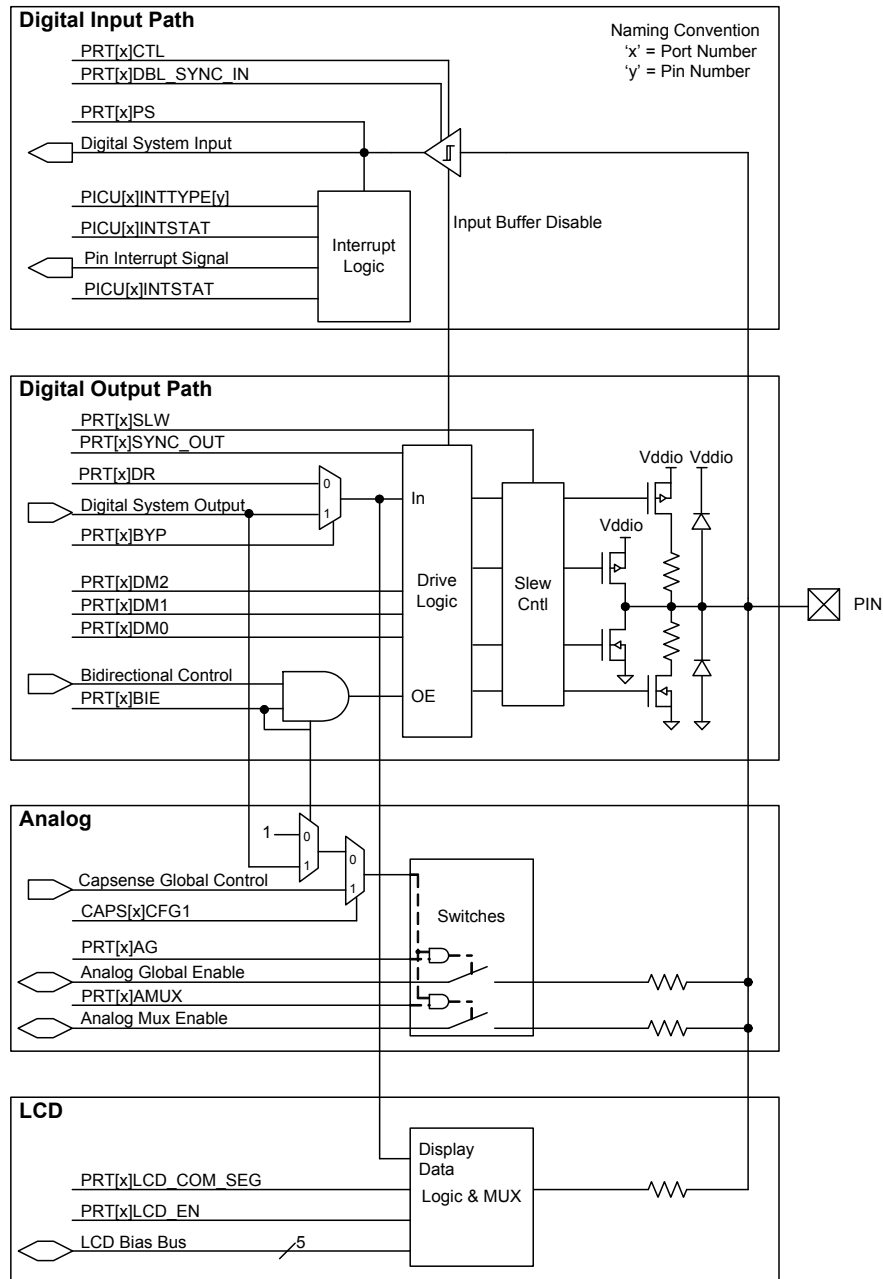 Digital Input Path
Naming Convention
‘x’ = Port Number
‘y’ = Pin Number
PRT[x]CTL
PRT[x]DBL_SYNC_IN
PRT[x]PS
Digital System Input
PICU[x]INTTYPE[y]
PICU[x]INTSTAT
Pin Interrupt Signal
PICU[x]INTSTAT
Interrupt
Logic
Input Buffer Disable
Digital Output Path
PRT[x]SLW
PRT[x]SYNC_OUT
PRT[x]DR
Digital System Output
PRT[x]BYP
0
1
PRT[x]DM2
PRT[x]DM1
PRT[x]DM0
Bidirectional Control
PRT[x]BIE
In
Drive
Logic
OE
Slew
Cntl
Vddio Vddio
Vddio
PIN
Analog
1
0
1
0
1
Capsense Global Control
CAPS[x]CFG1
Switches
PRT[x]AG
Analog Global Enable
PRT[x]AMUX
Analog Mux Enable
LCD
Display
Data
Logic & MUX
PRT[x]LCD_COM_SEG
PRT[x]LCD_EN
LCD Bias Bus
5